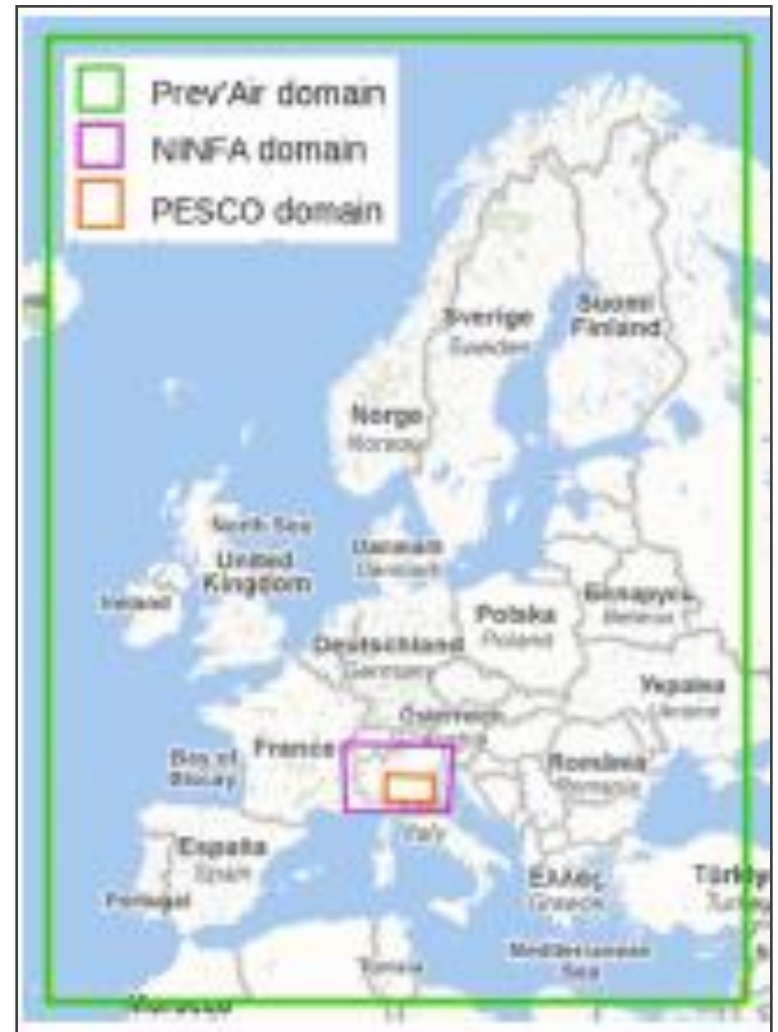 Prev'Air domain
NINFA domain
PESCO domain
Sverige
Sweden
Suomi
Finland
Norge
Norway
North Sea
United
Kingdom
Ireland
Danmark
Denmark
Polska
Poland
Беларусь
Belarus
Deutschland
Germany
Україна
Ukraine
Österreich
France
Bay of
Biscay
România
Romania
Italy
España
Spain
Portugal
Ελλάς
Greece
Türkiy
Turkey
Mediterranean
Sea
Tunisia
Morocco